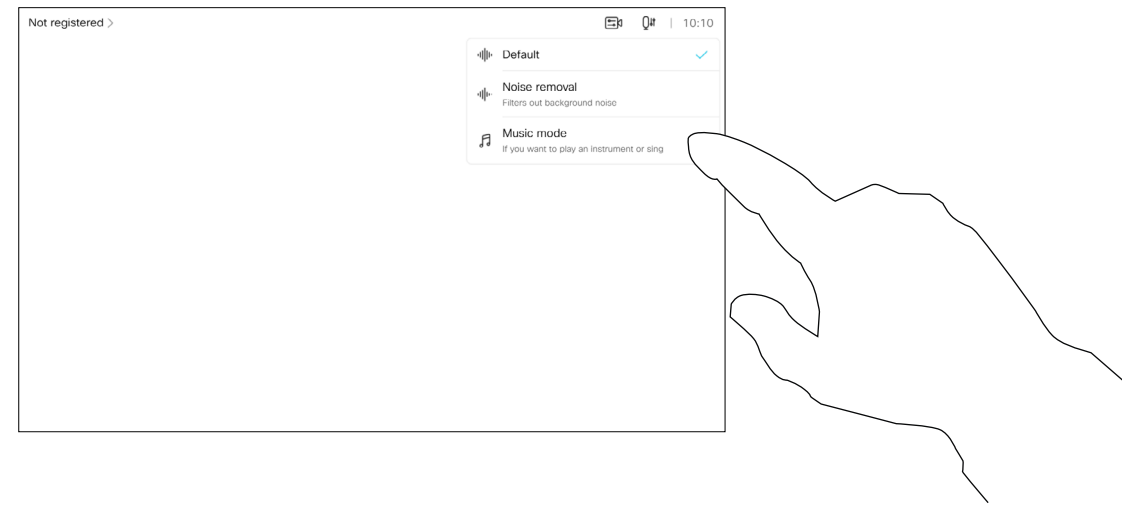 Not registered >
10:10
Default
Noise removal
Filters out background noise
Music mode
If you want to play an instrument or sing